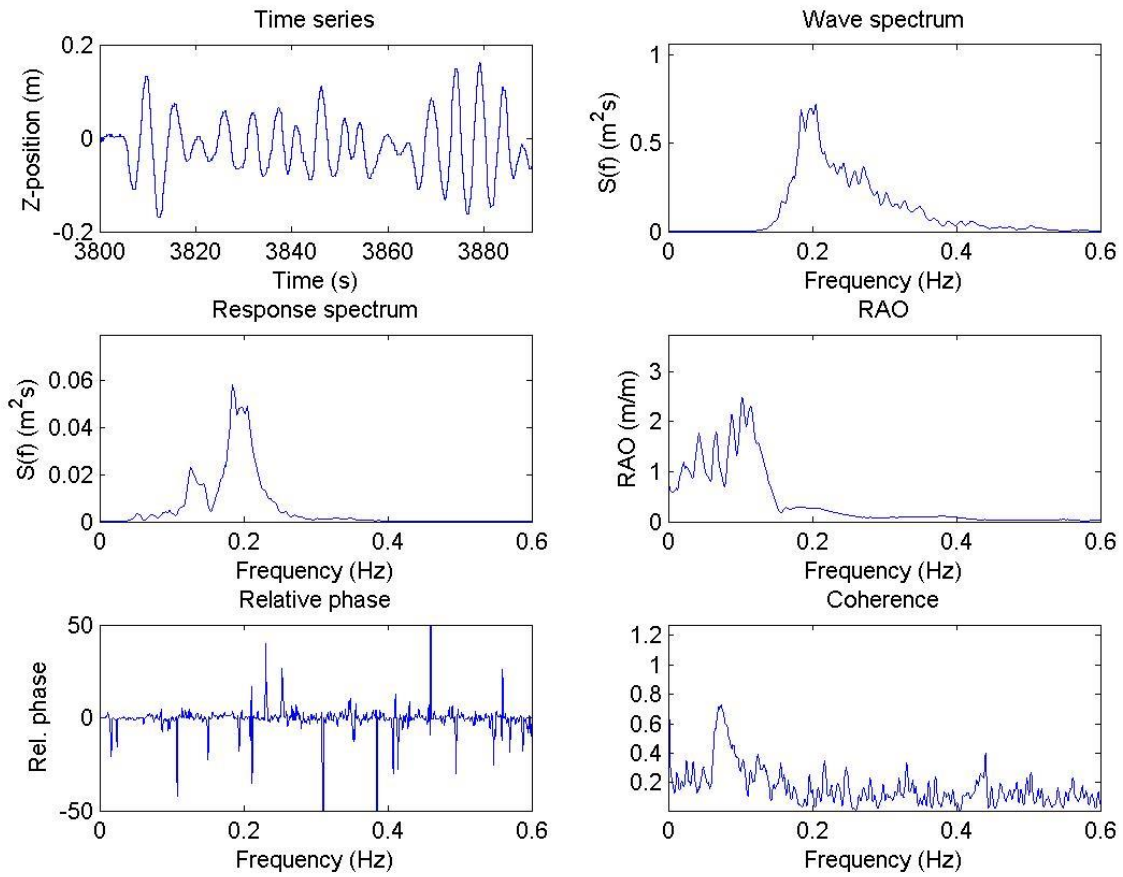 Time series
0.2
0
-0.2
Z-position (m)
3800 3820 3840 3860 3880
Time (s)
Wave spectrum
1
0.5
0
S(f) (m²s)
0 0.2 0.4 0.6
Frequency (Hz)
Response spectrum
0.06
0.04
0.02
0
S(f) (m²s)
0 0.2 0.4 0.6
Frequency (Hz)
RAO
3
2
1
0
RAO (m/m)
0 0.2 0.4 0.6
Frequency (Hz)
Relative phase
50
0
-50
Rel. phase
0 0.2 0.4 0.6
Frequency (Hz)
Coherence
1.2
1
0.8
0.6
0.4
0.2
0 0.2 0.4 0.6
Frequency (Hz)